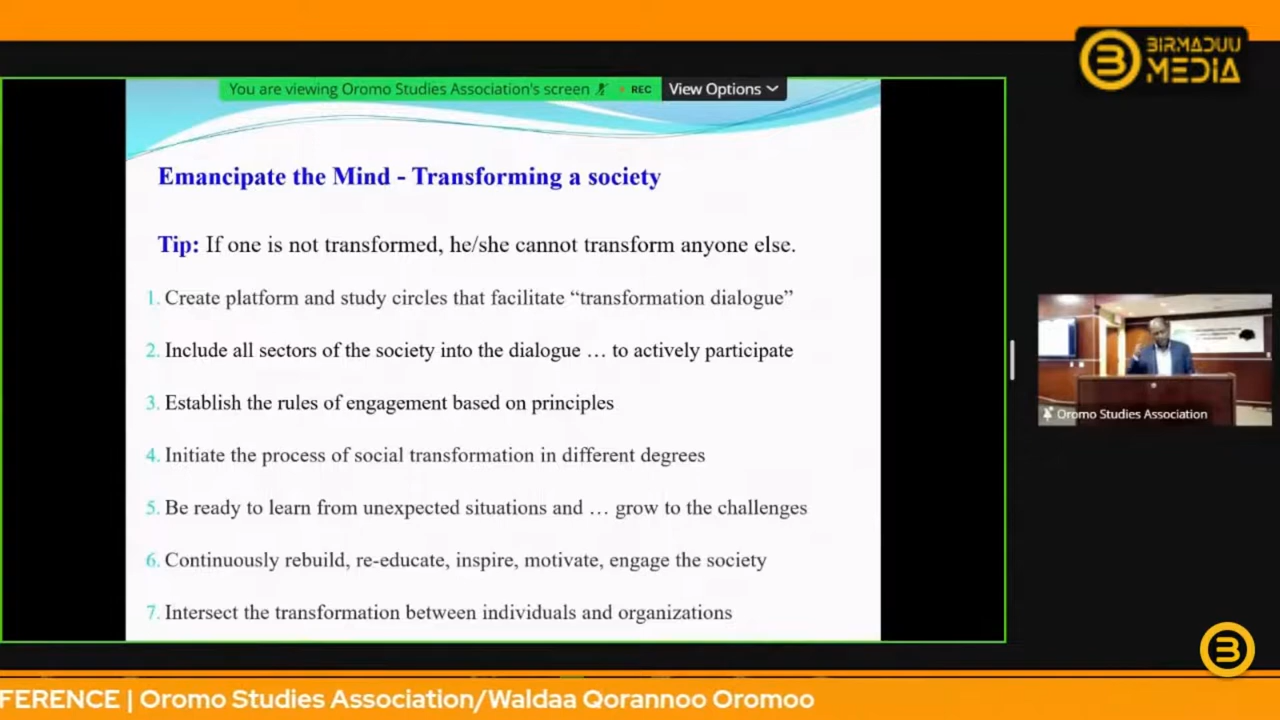 BIRMADUU
MEDIA
You are viewing Oromo Studies Association's screen
REC
View Options
Emancipate the Mind - Transforming a society
Tip: If one is not transformed, he/she cannot transform anyone else.
1. Create platform and study circles that facilitate “transformation dialogue”
2. Include all sectors of the society into the dialogue … to actively participate
3. Establish the rules of engagement based on principles
4. Initiate the process of social transformation in different degrees
5. Be ready to learn from unexpected situations and … grow to the challenges
6. Continuously rebuild, re-educate, inspire, motivate, engage the society
7. Intersect the transformation between individuals and organizations
Oromo Studies Association
FERENCE | Oromo Studies Association/Waldaa Qorannoo Oromoo